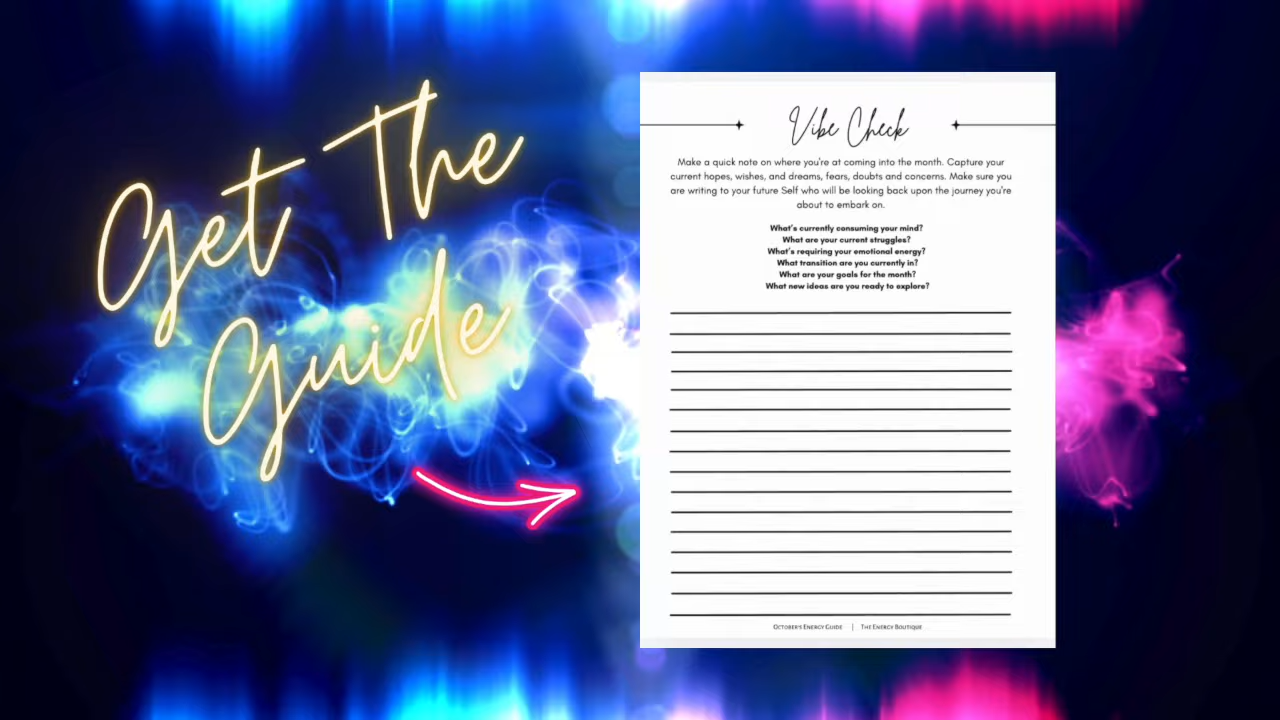 Get The
Guide
Vibe Check
Make a quick note on where you're at coming into the month. Capture your
current hopes, wishes, and dreams, fears, doubts and concerns. Make sure you
are writing to your future Self who will be looking back upon the journey you're
about to embark on.
What's currently consuming your mind?
What are your current struggles?
What's requiring your emotional energy?
What transition are you currently in?
What are your goals for the month?
What new ideas are you ready to explore?
October's Energy Guide | The Energy Boutique